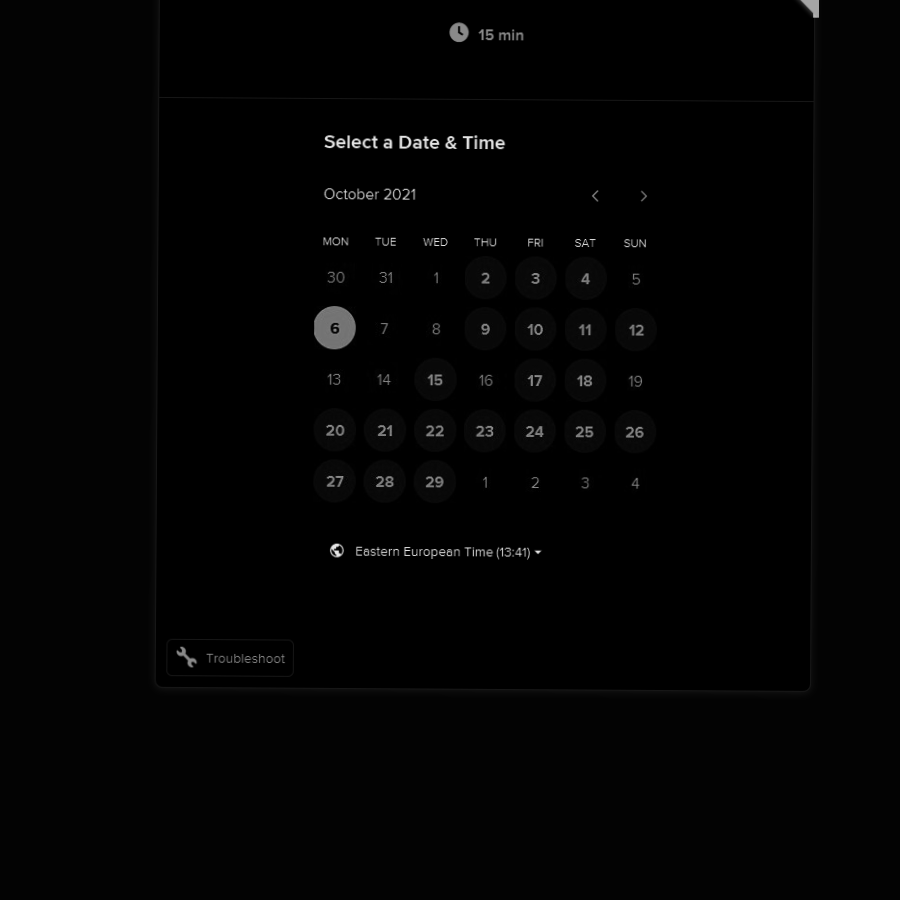 15 min
Select a Date & Time
October 2021
MON TUE WED THU FRI SAT SUN
30 31 1 2 3 4 5
6 7 8 9 10 11 12
13 14 15 16 17 18 19
20 21 22 23 24 25 26
27 28 29 1 2 3 4
Eastern European Time (13:41)
Troubleshoot